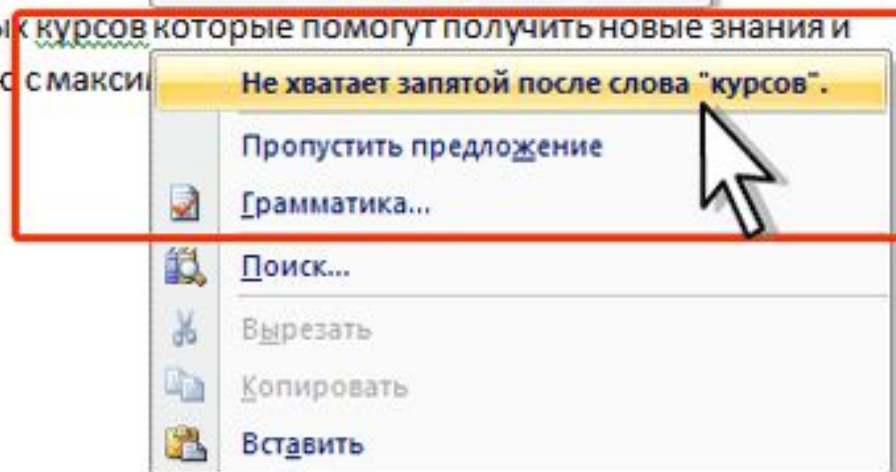 курсов которые помогут получить новые знания и
с
Не хватает запятой после слова "курсов".
Пропустить предложение
Грамматика...
Поиск...
Вырезать
Копировать
Вставить